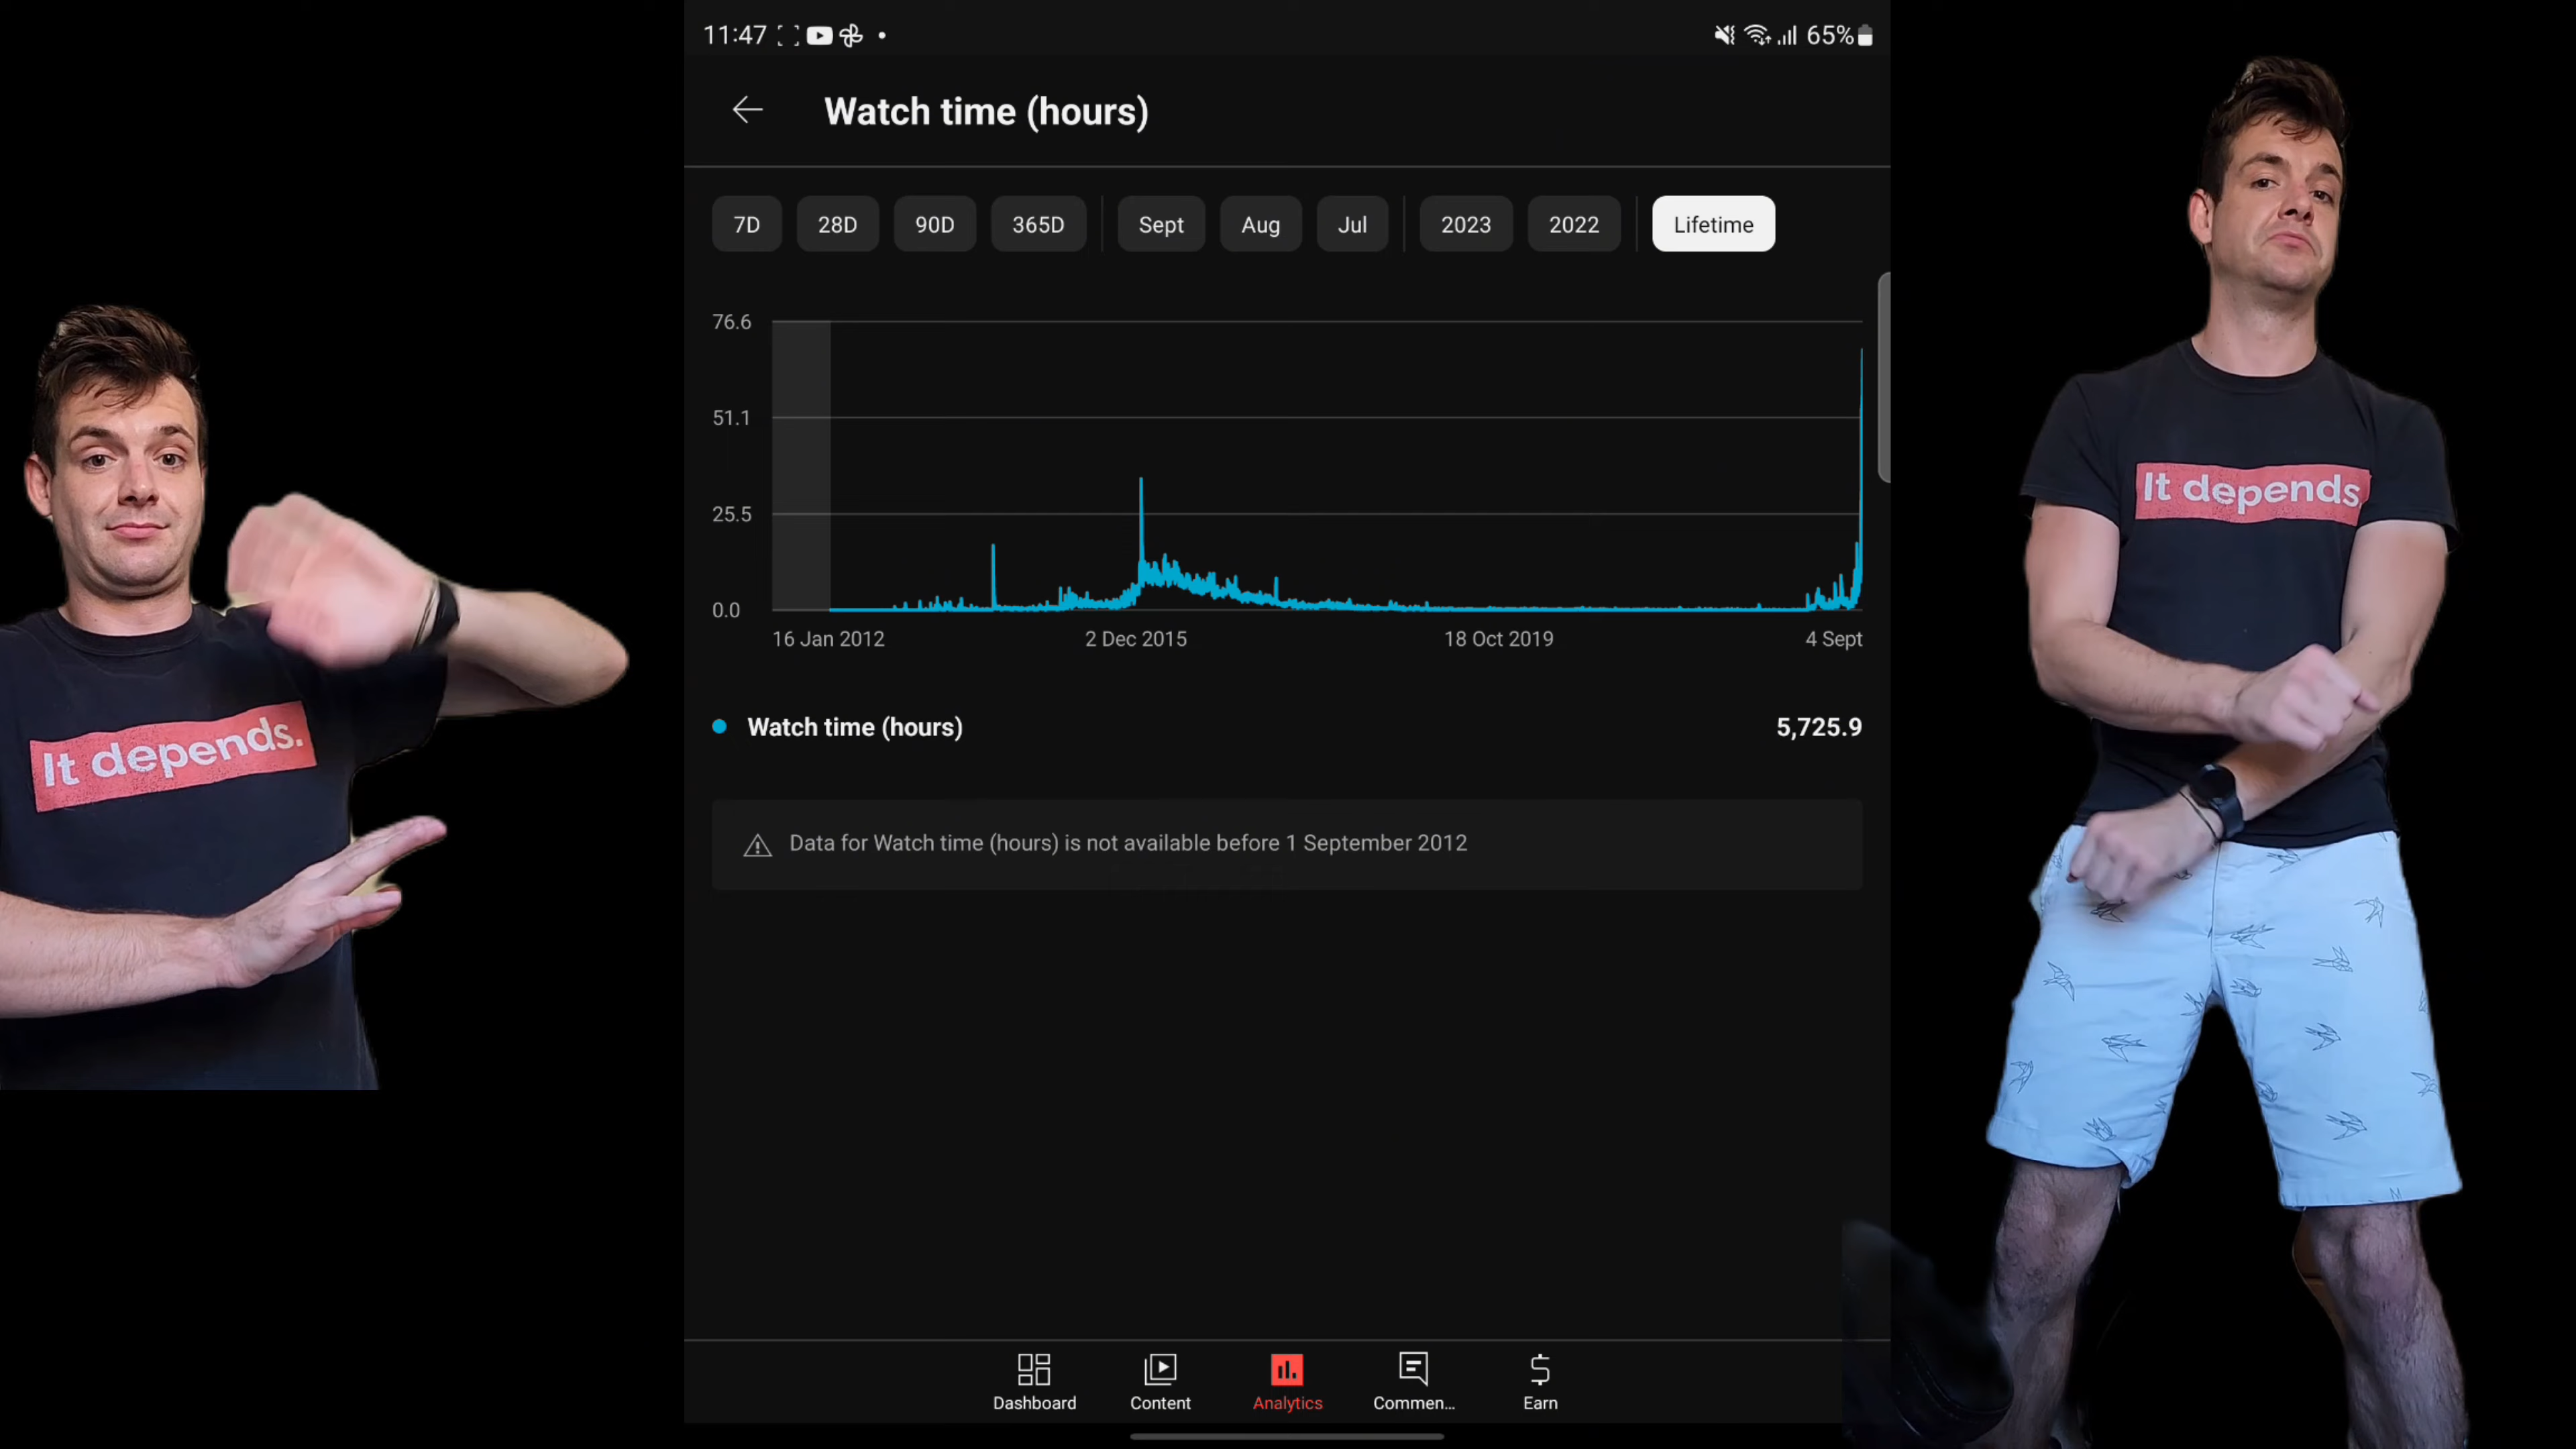 11:47
65%
Watch time (hours)
7D 28D 90D 365D Sept Aug Jul 2023 2022 Lifetime
76.6
51.1
25.5
0.0
16 Jan 2012 2 Dec 2015 18 Oct 2019 4 Sept
Watch time (hours) 5,725.9
Data for Watch time (hours) is not available before 1 September 2012
Dashboard Content Analytics Commen... Earn
It depends.
It depends.